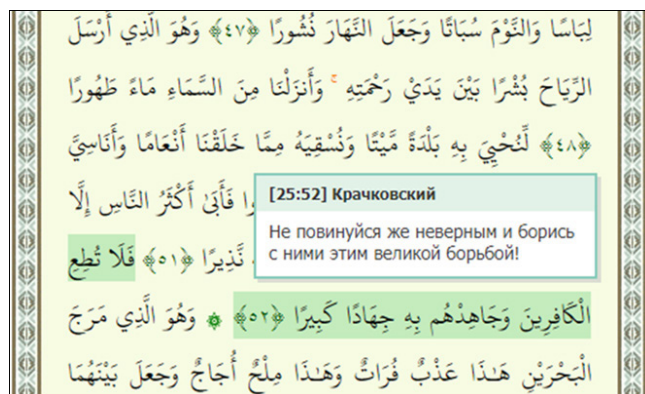 لِبَاسًا وَالنَّوْمَ سُبَاتًا وَجَعَلَ النَّهَارَ نُشُورًا ﴿٤٧﴾ وَهُوَ الَّذِي أَرْسَلَ
الرِّيَاحَ بُشْرًا بَيْنَ يَدَيْ رَحْمَتِهِ ۚ وَأَنزَلْنَا مِنَ السَّمَاءِ مَاءً طَهُورًا
﴿٤٨﴾ لِّنُحْيِيَ بِهِ بَلْدَةً مَّيْتًا وَنُسْقِيَهُ مِمَّا خَلَقْنَا أَنْعَامًا وَأَنَاسِيَّ
فَأَبَىٰ أَكْثَرُ النَّاسِ إِلَّا
[25:52] Крачковский
Не повинуйся же неверным и борись
с ними этим великой борьбой!
نَّذِيرًا ﴿٥١﴾ فَلَا تُطِعِ
الْكَافِرِينَ وَجَاهِدْهُم بِهِ جِهَادًا كَبِيرًا ﴿٥٢﴾ ۞ وَهُوَ الَّذِي مَرَجَ
الْبَحْرَيْنِ هَـٰذَا عَذْبٌ فُرَاتٌ وَهَـٰذَا مِلْحٌ أُجَاجٌ وَجَعَلَ بَيْنَهُمَا